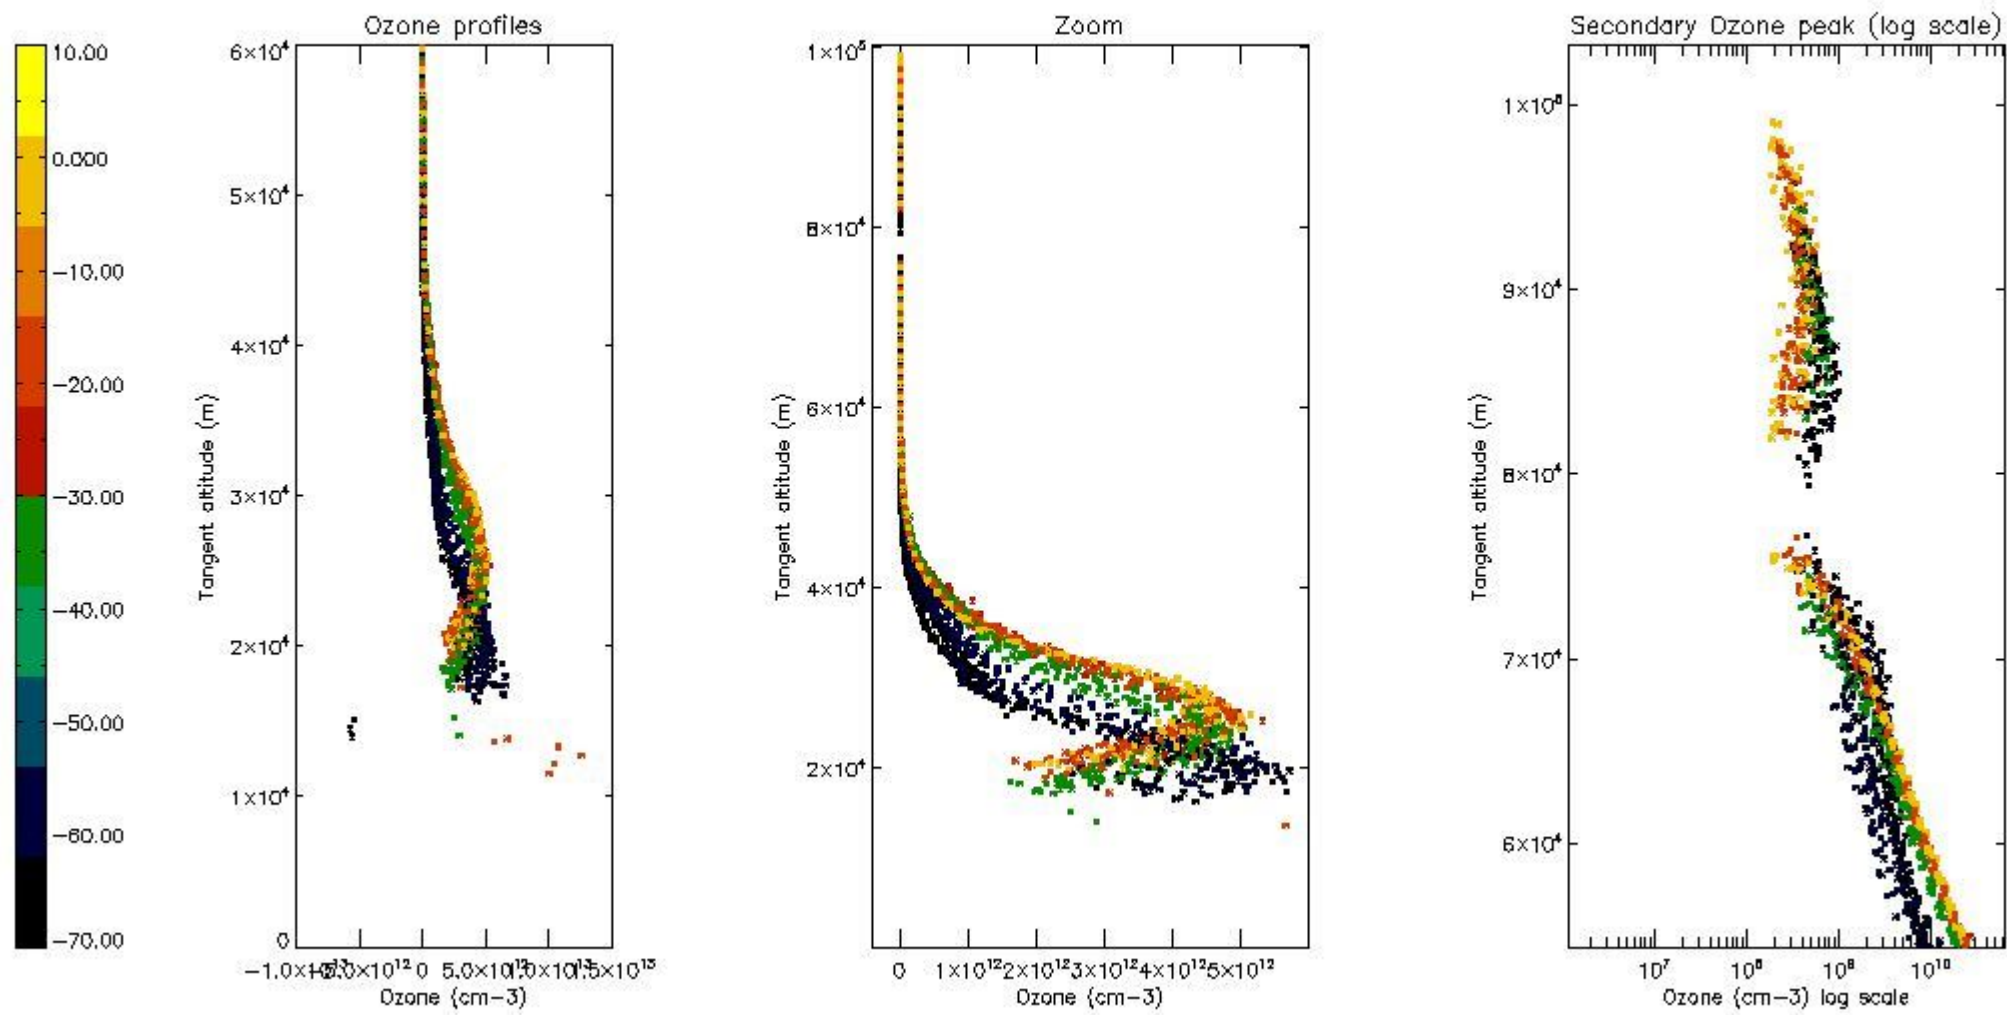 Ozone profiles
Zoom
Secondary Ozone peak (log scale)
10.00
0.000
−10.00
−20.00
−30.00
−40.00
−50.00
−60.00
−70.00
6×10⁴
5×10⁴
4×10⁴
3×10⁴
2×10⁴
1×10⁴
0
Tangent altitude (m)
0
1.5×10¹³
Ozone (cm−3)
1×10⁵
8×10⁴
6×10⁴
4×10⁴
2×10⁴
Tangent altitude (m)
0 1×10¹² 2×10¹² 3×10¹² 4×10¹² 5×10¹²
Ozone (cm−3)
9×10⁴
8×10⁴
7×10⁴
6×10⁴
Tangent altitude (m)
10⁷ 10⁸ 10⁹ 10¹⁰
Ozone (cm−3) log scale